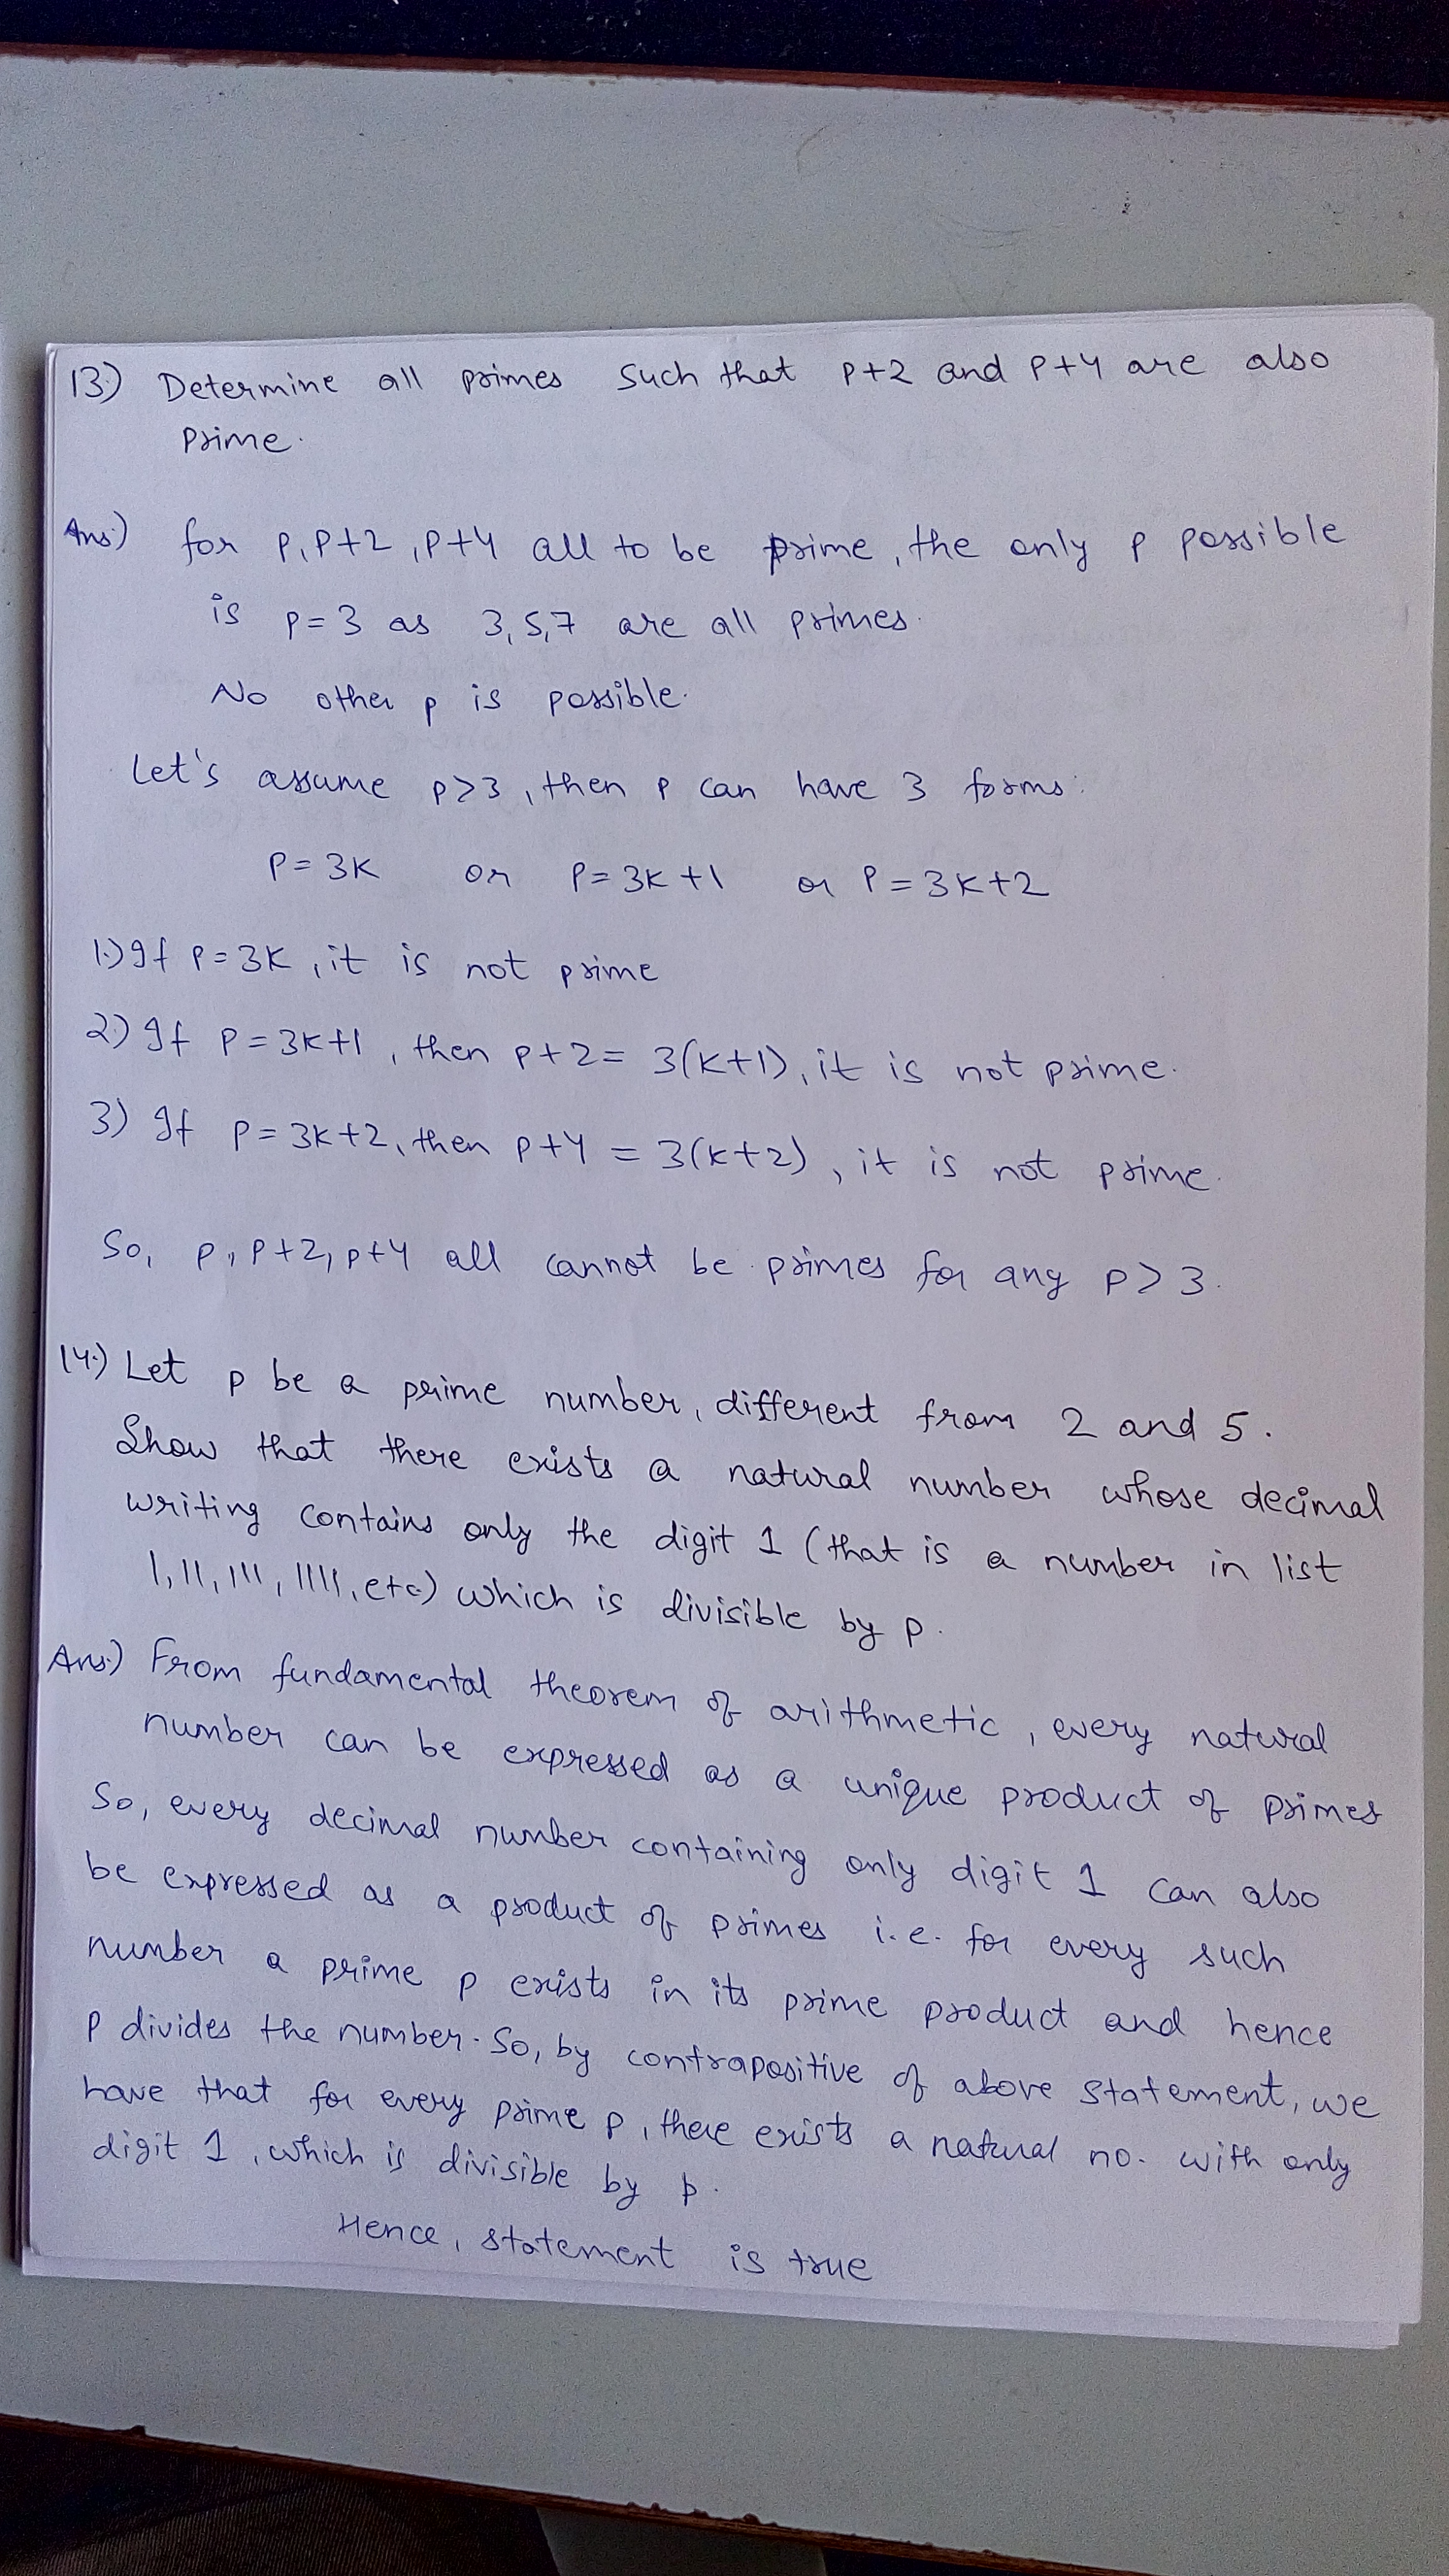 13.) Determine all primes such that P+2 and P+4 are also
prime.
Ans.) for P, P+2, P+4 all to be prime, the only p possible
is p=3 as 3,5,7 are all primes.
No other p is possible.
Let's assume p>3, then p can have 3 forms:
P=3K or P=3K+1 or P=3K+2
1.) If P=3K, it is not prime
2.) If P=3K+1, then p+2= 3(K+1), it is not prime.
3.) If P=3K+2, then p+4 = 3(K+2), it is not prime.
So, P, P+2, p+4 all cannot be primes for any p>3.
14.) Let p be a prime number, different from 2 and 5.
Show that there exists a natural number whose decimal
writing contains only the digit 1 (that is a number in list
1, 11, 111, 1111, etc) which is divisible by p.
Ans.) From fundamental theorem of arithmetic, every natural
number can be expressed as a unique product of primes
So, every decimal number containing only digit 1 can also
be expressed as a product of primes i.e. for every such
number a prime p exists in its prime product and hence
P divides the number. So, by contrapositive of above statement, we
have that for every prime p, there exists a natural no. with only
digit 1, which is divisible by p.
Hence, statement is true